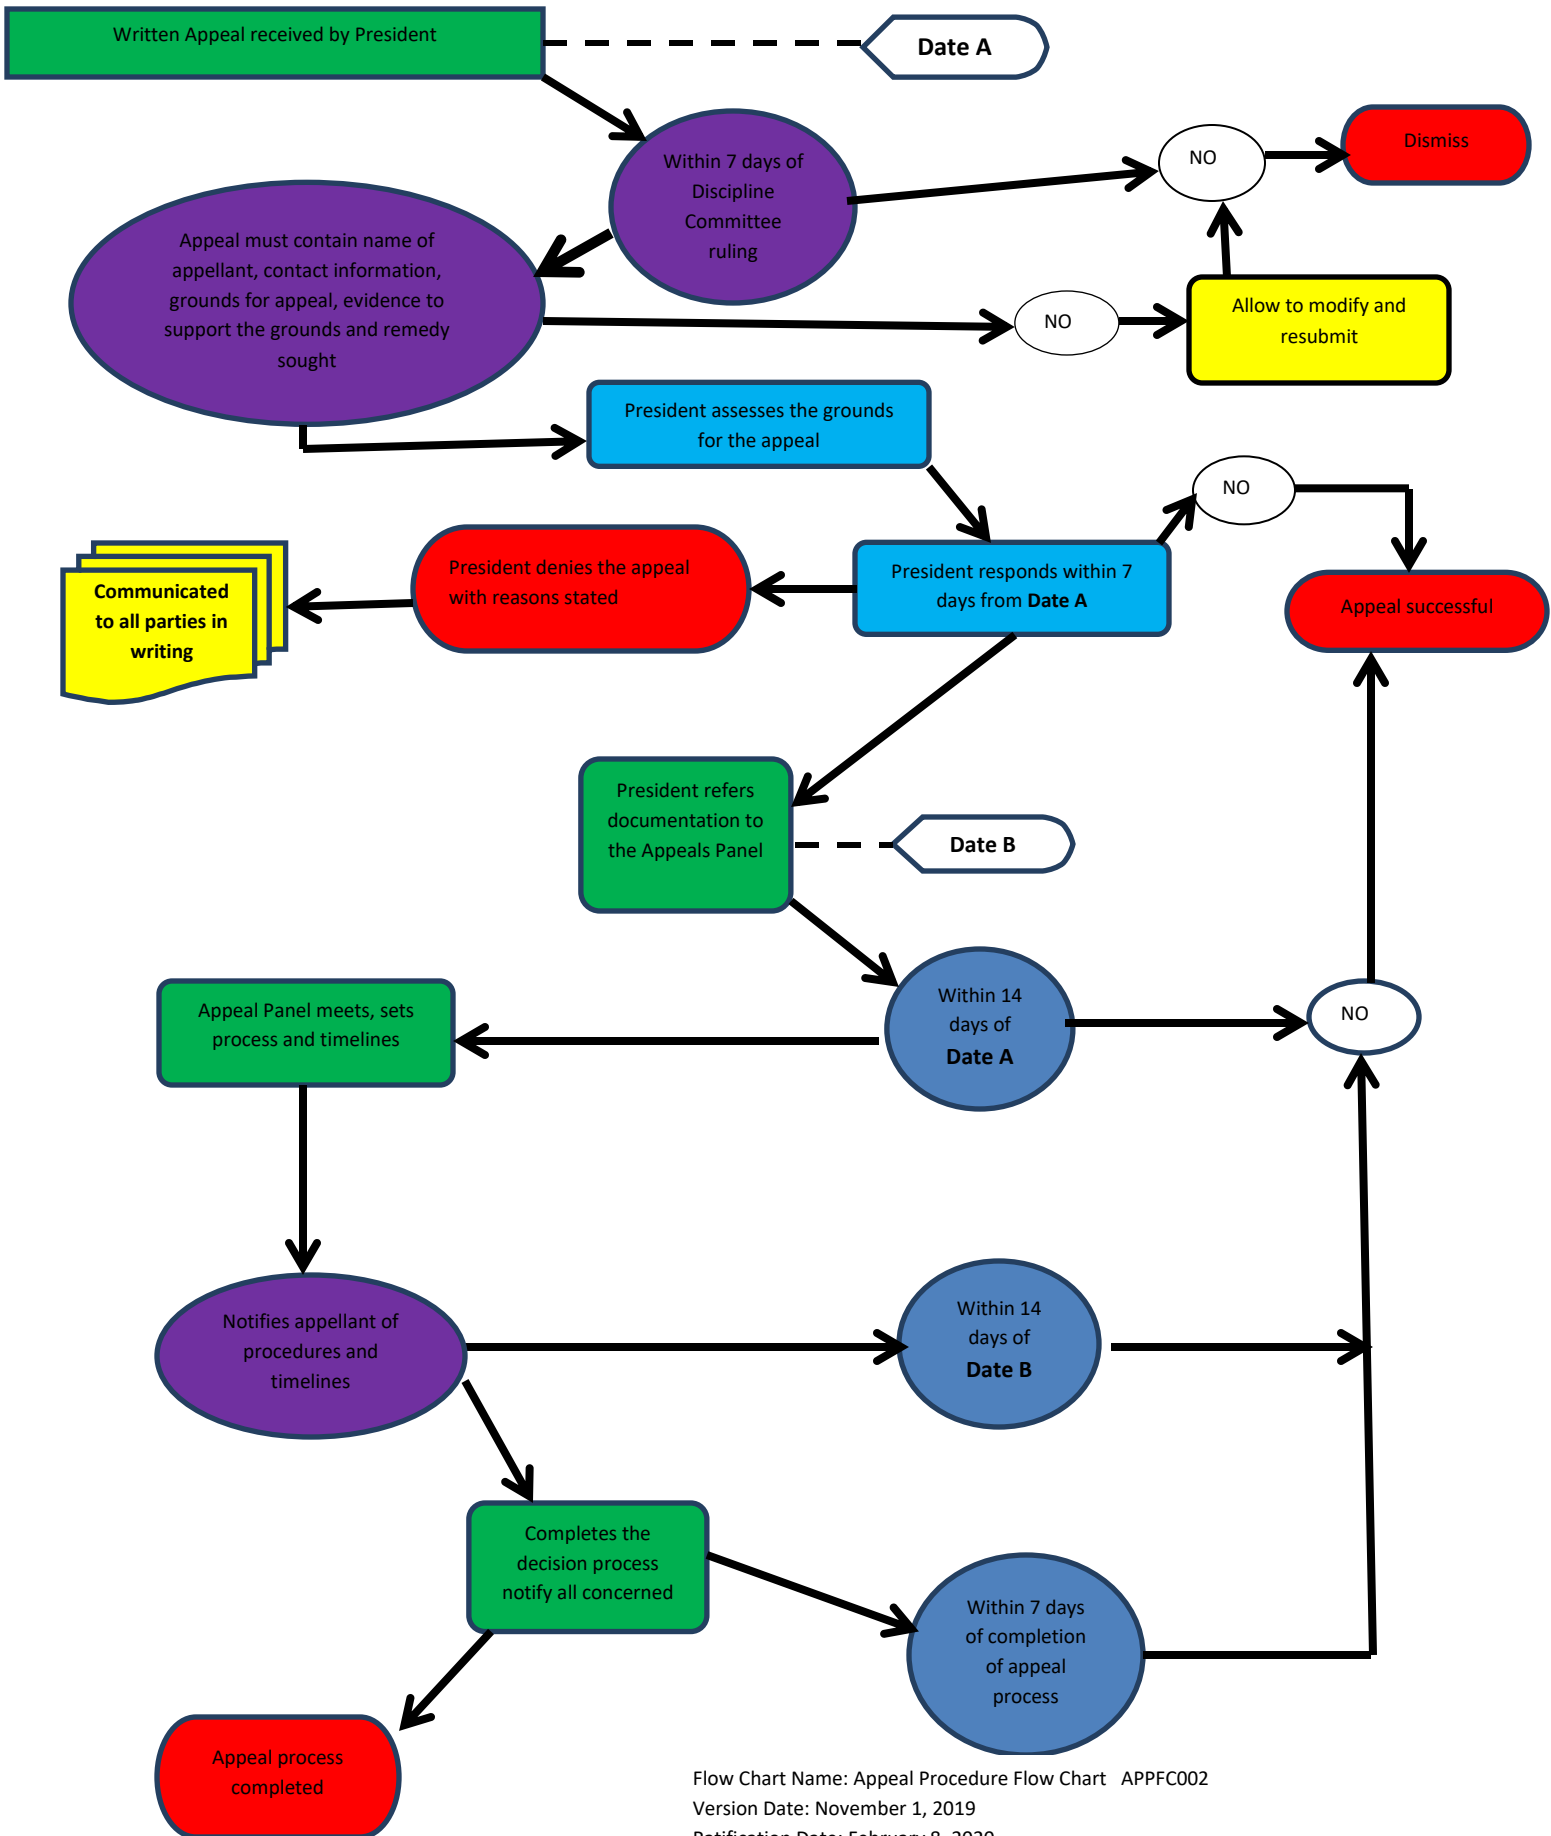 Written Appeal received by President
Date A
Within 7 days of
Discipline
Committee
ruling
NO
Dismiss
Appeal must contain name of
appellant, contact information,
grounds for appeal, evidence to
support the grounds and remedy
sought
NO
Allow to modify and
resubmit
President assesses the grounds
for the appeal
NO
President responds within 7
days from Date A
President denies the appeal
with reasons stated
Communicated
to all parties in
writing
Appeal successful
President refers
documentation to
the Appeals Panel
Date B
Within 14
days of
Date A
NO
Appeal Panel meets, sets
process and timelines
Notifies appellant of
procedures and
timelines
Within 14
days of
Date B
Completes the
decision process
notify all concerned
Within 7 days
of completion
of appeal
process
Appeal process
completed
Flow Chart Name: Appeal Procedure Flow Chart   APPFC002
Version Date: November 1, 2019
Ratification Date: February 8, 2020